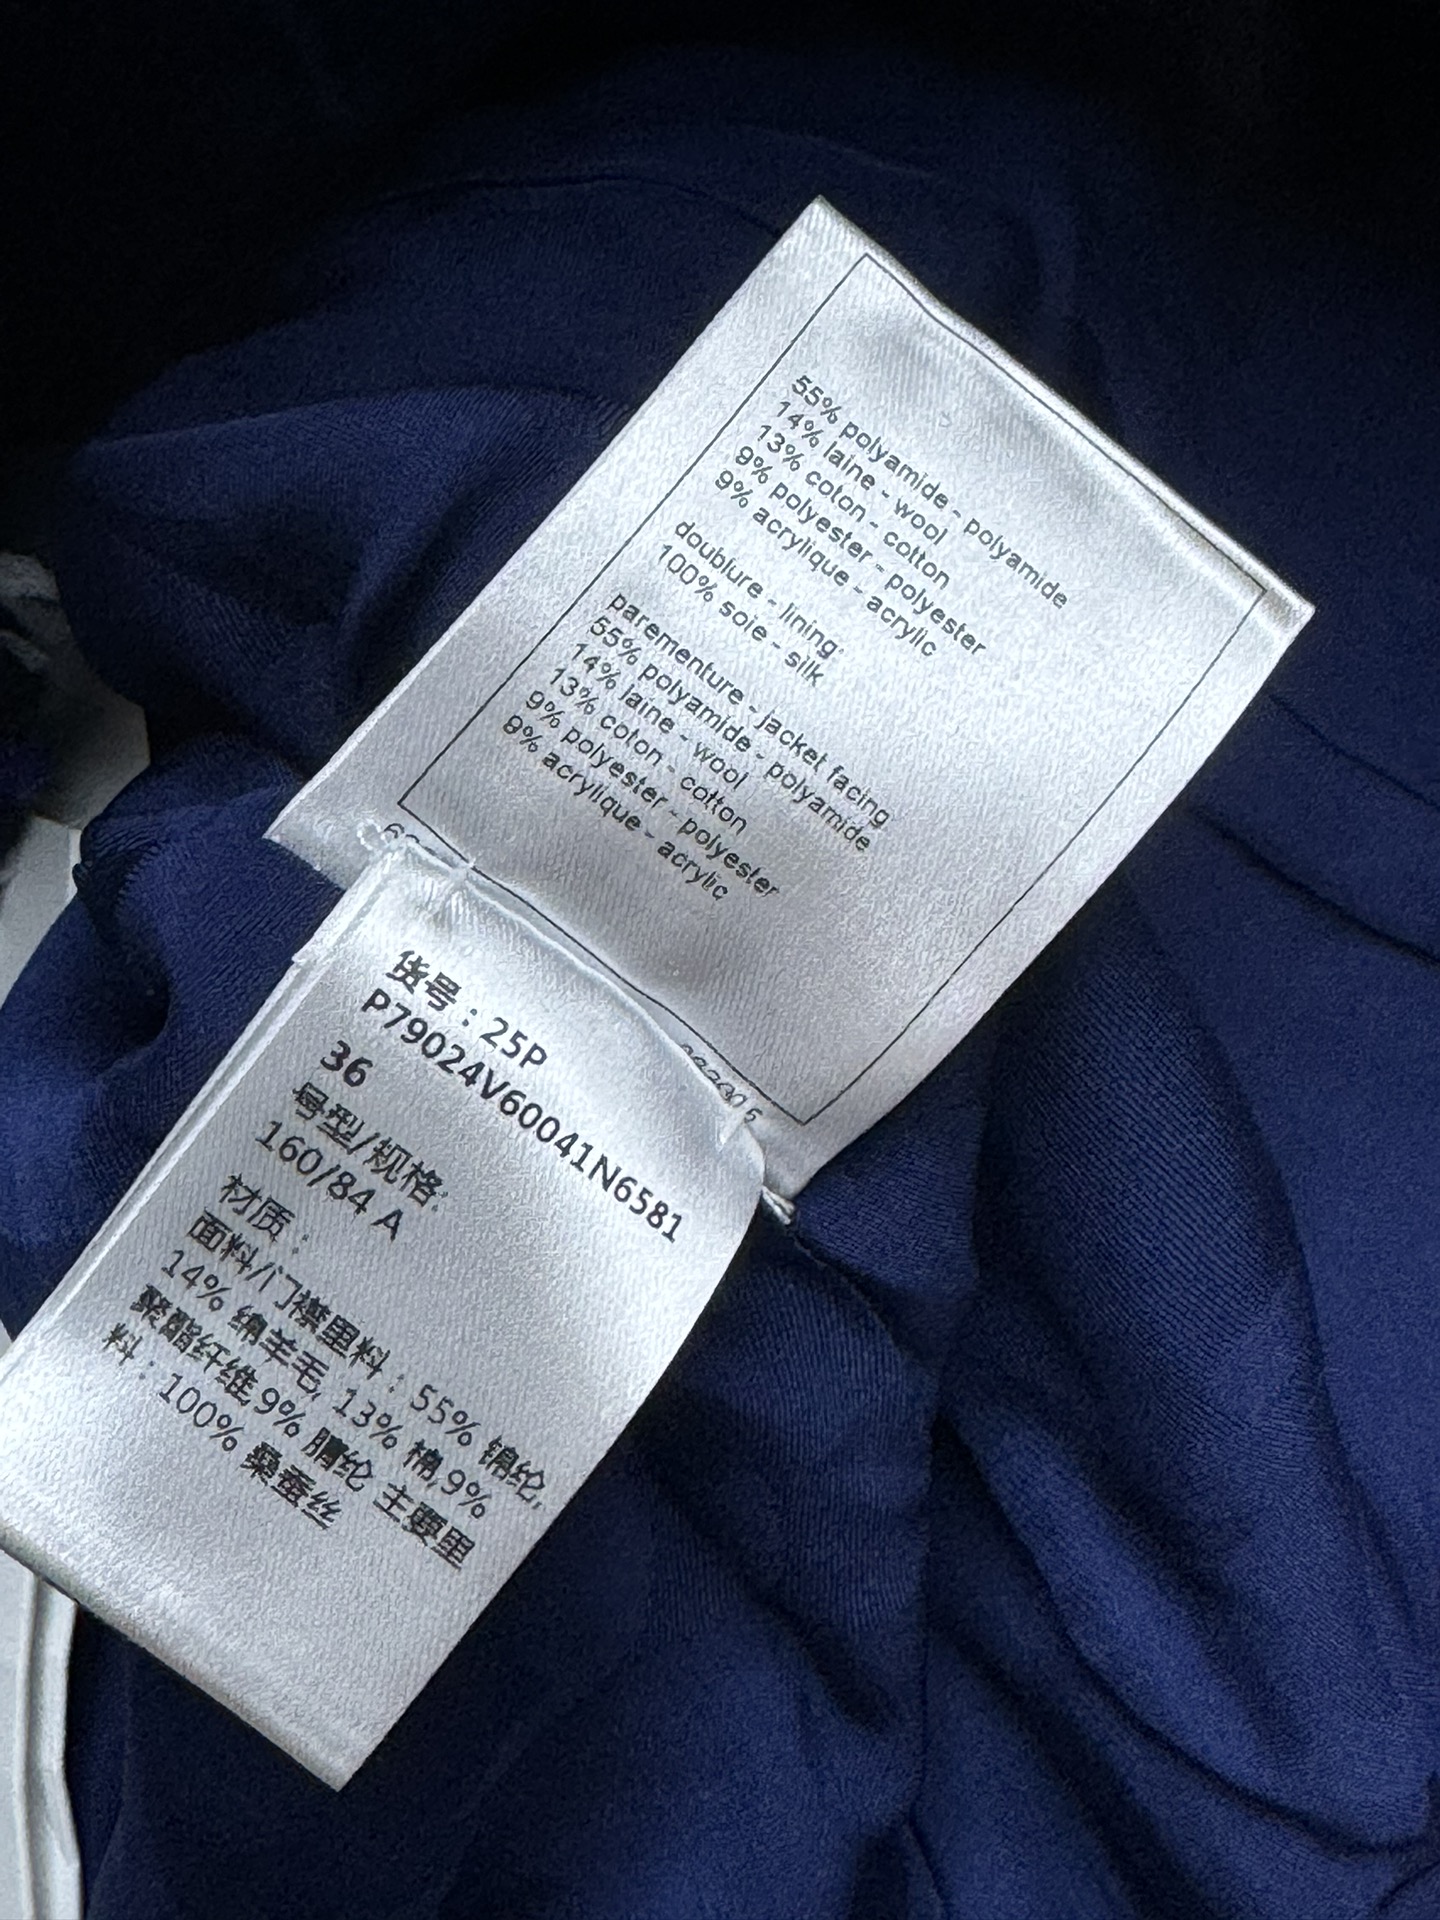 55% polyamide - polyamide
14% laine - wool
13% coton - cotton
9% polyester - polyester
9% acrylique - acrylic
doublure - lining
100% soie - silk
parementure - jacket facing
55% polyamide - polyamide
14% laine - wool
13% coton - cotton
9% polyester - polyester
9% acrylique - acrylic
货号：25P
P79024V60041N6581
36
号型/规格:
160/84 A
材质：
面料/门襟里料：55% 锦纶,
14% 绵羊毛, 13% 棉,9%
聚酯纤维,9% 腈纶 主要里
料：100% 桑蚕丝